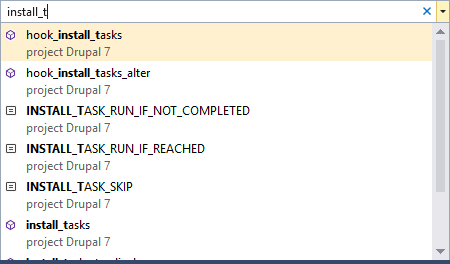 install_t
hook_install_tasks
project Drupal 7
hook_install_tasks_alter
project Drupal 7
INSTALL_TASK_RUN_IF_NOT_COMPLETED
project Drupal 7
INSTALL_TASK_RUN_IF_REACHED
project Drupal 7
INSTALL_TASK_SKIP
project Drupal 7
install_tasks
project Drupal 7